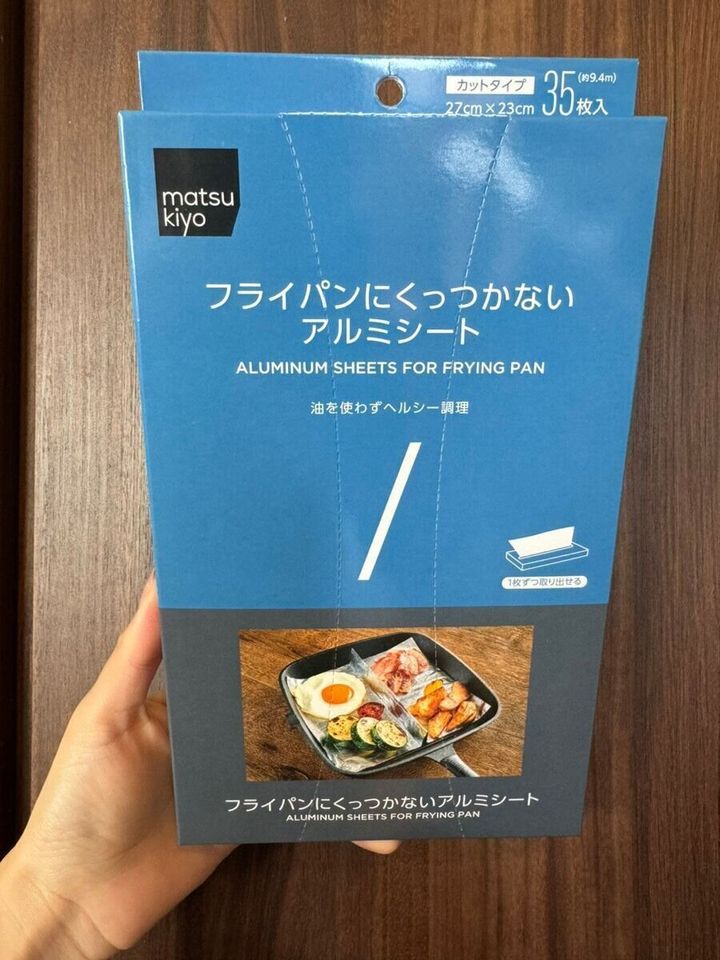 カットタイプ
27cm×23cm 35枚入
(約9.4m)
matsu
kiyo
フライパンにくっつかない
アルミシート
ALUMINUM SHEETS FOR FRYING PAN
油を使わずヘルシー調理
1枚ずつ取り出せる
フライパンにくっつかないアルミシート
ALUMINUM SHEETS FOR FRYING PAN